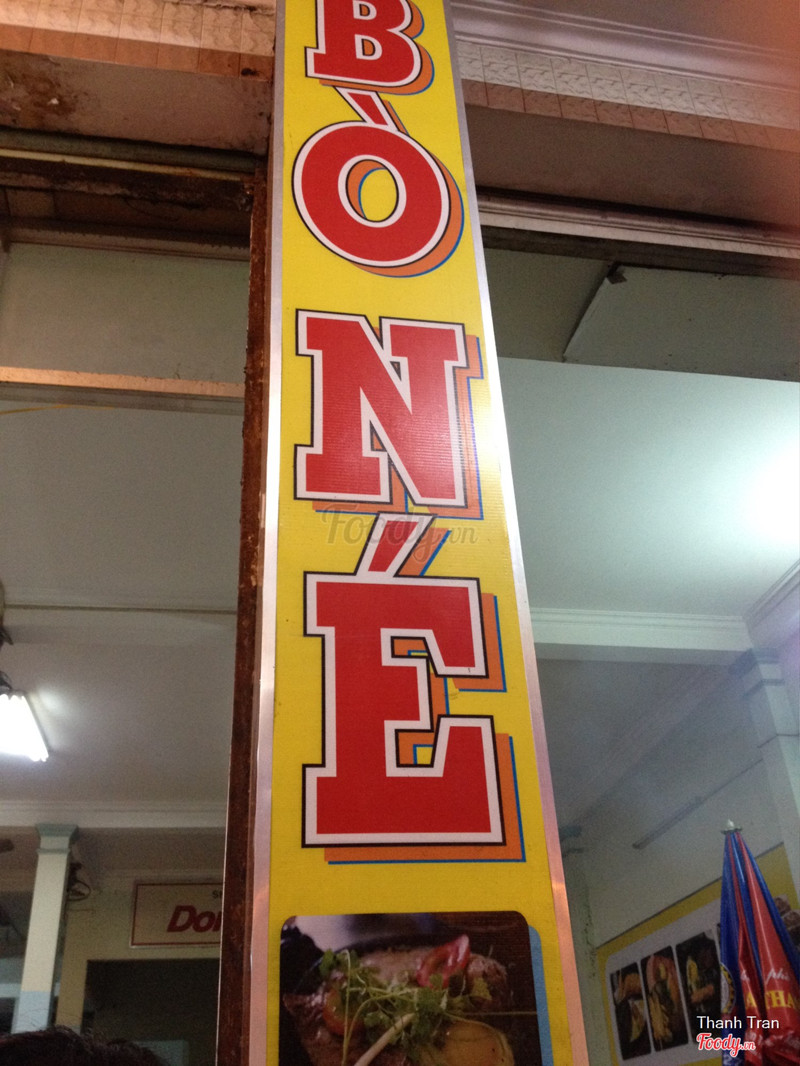 BÒ
NÉ
Foody.vn
Thanh Tran
Foody.vn